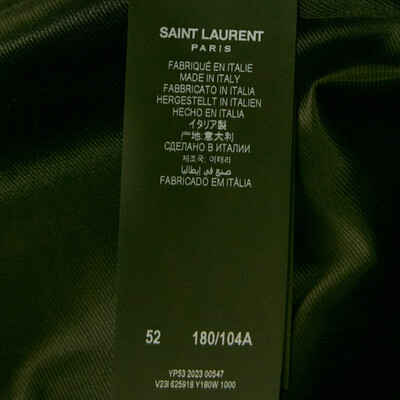 SAINT LAURENT
PARIS
FABRIQUÉ EN ITALIE
MADE IN ITALY
FABBRICATO IN ITALIA
HERGESTELLT IN ITALIEN
HECHO EN ITALIA
イタリア製
产地:意大利
СДЕЛАНО В ИТАЛИИ
제조국: 이태리
صنع في إيطاليا
FABRICADO EM ITÁLIA
52 180/104A
YP53 2023 00547
V23I 625918 Y180W 1000